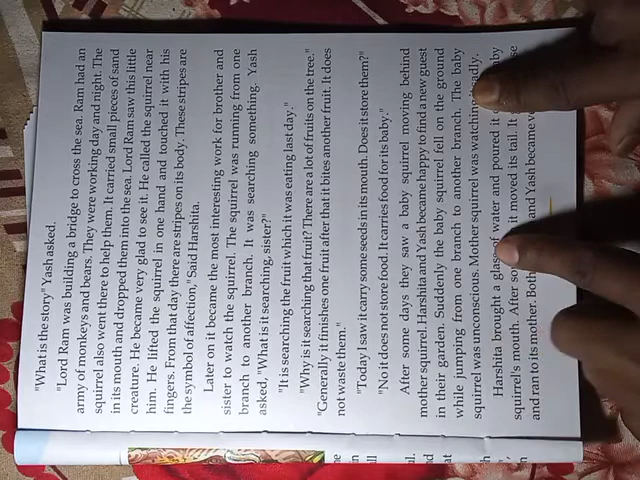 "What is the story" Yash asked.
"Lord Ram was building a bridge to cross the sea. Ram had an
army of monkeys and bears. They were working day and night. The
squirrel also went there to help them. It carried small pieces of sand
in its mouth and dropped them into the sea. Lord Ram saw this little
creature. He became very glad to see it. He called the squirrel near
him. He lifted the squirrel in one hand and touched it with his
fingers. From that day there are stripes on its body. These stripes are
the symbol of affection," Said Harshita.
Later on it became the most interesting work for brother and
sister to watch the squirrel. The squirrel was running from one
branch to another branch. It was searching something. Yash
asked, "What is it searching, sister?"
"It is searching the fruit which it was eating last day."
"Why is it searching that fruit? There are a lot of fruits on the tree."
"Generally it finishes one fruit after that it bites another fruit. It does
not waste them."
"Today I saw it carry some seeds in its mouth. Does it store them?"
"No it does not store food. It carries food for its baby."
After some days they saw a baby squirrel moving behind
mother squirrel. Harshita and Yash became happy to find a new guest
in their garden. Suddenly the baby squirrel fell on the ground
while jumping from one branch to another branch. The baby
squirrel was unconscious. Mother squirrel was watching
Harshita brought a glass of water and poured it
squirrel's mouth. After it moved its tail. It
and ran to its mother. Both and Yash became